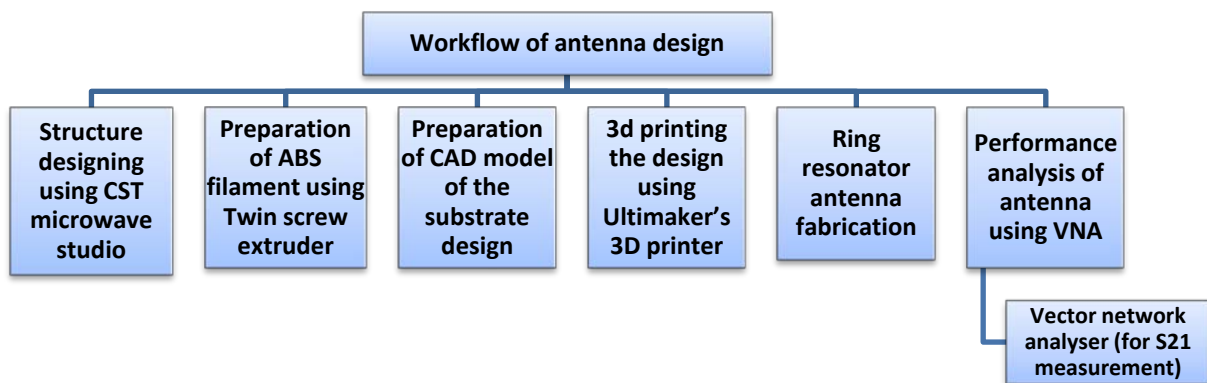 Workflow of antenna design
Structure
designing
using CST
microwave
studio
Preparation
of ABS
filament using
Twin screw
extruder
Preparation
of CAD model
of the
substrate
design
3d printing
the design
using
Ultimaker’s
3D printer
Ring
resonator
antenna
fabrication
Performance
analysis of
antenna
using VNA
Vector network
analyser (for S21
measurement)